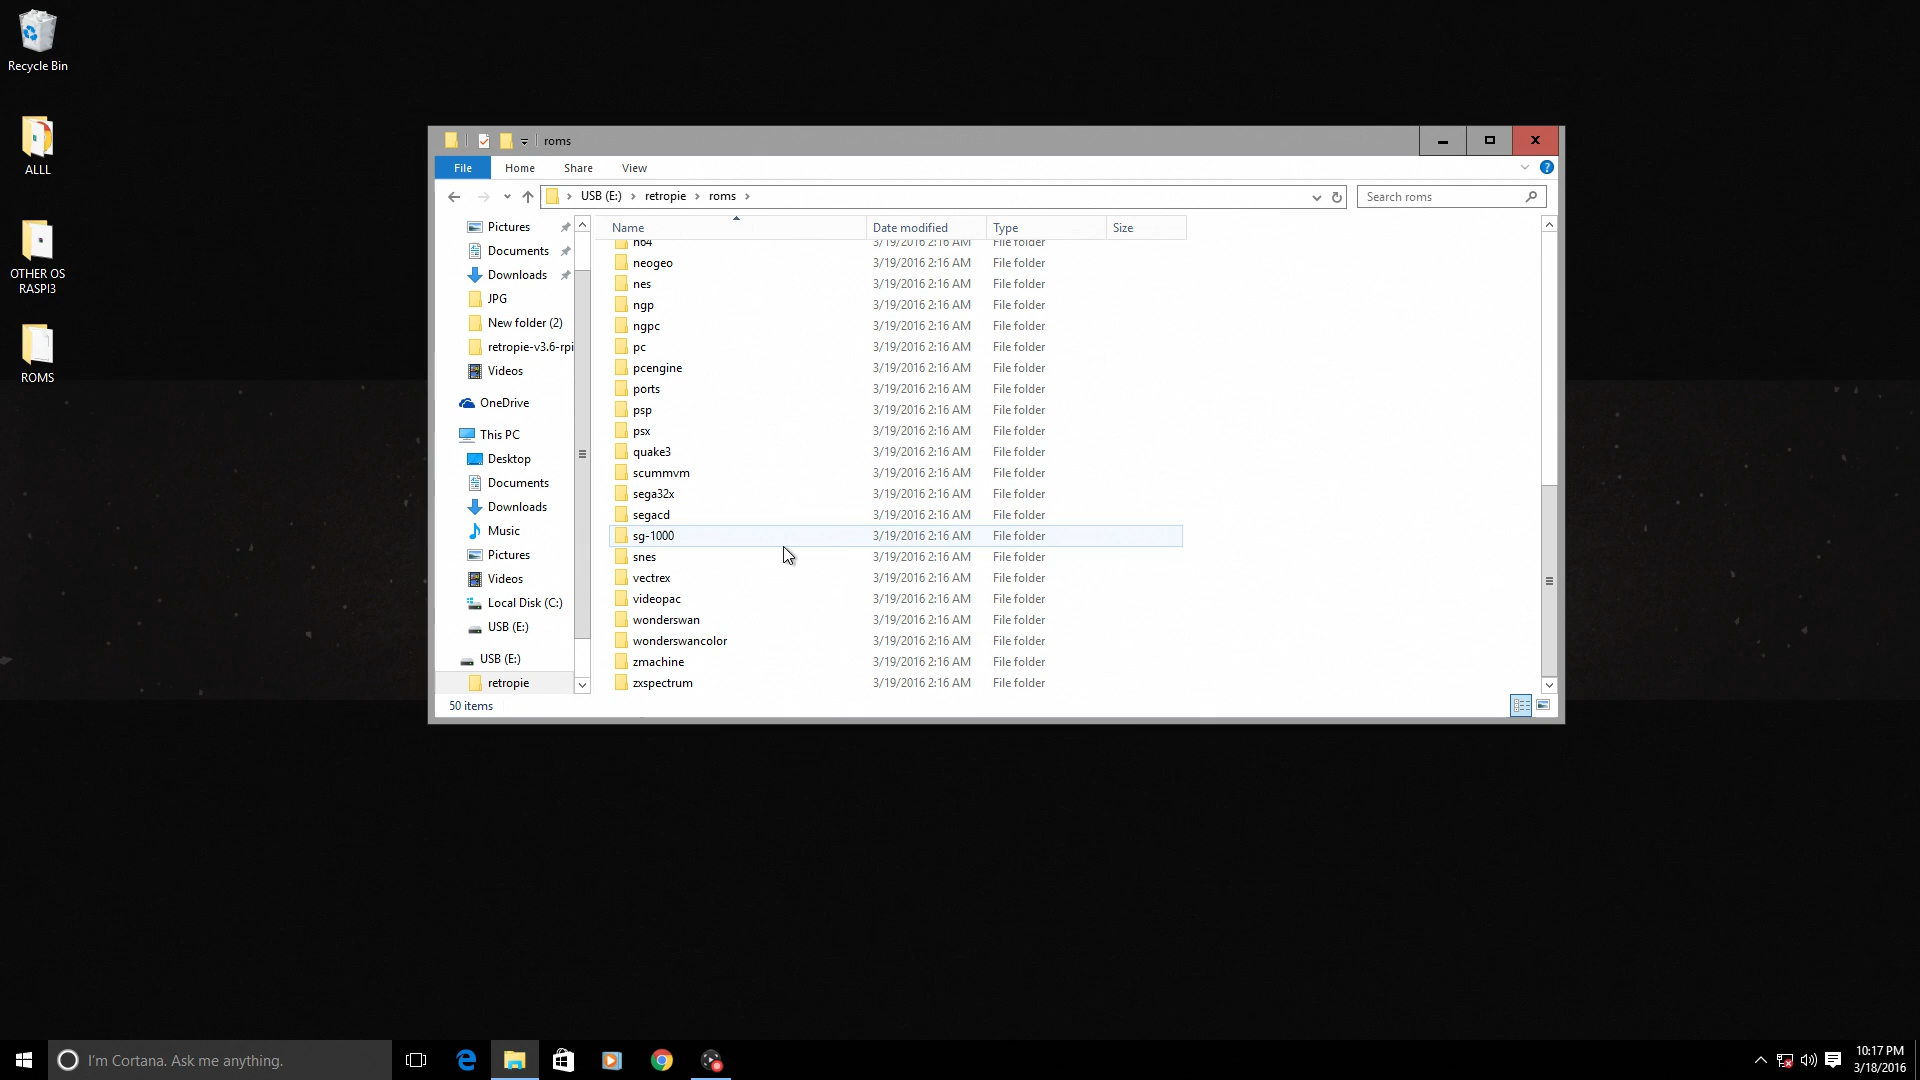 Recycle Bin
ALLL
OTHER OS
RASPI3
ROMS
roms
File Home Share View
USB (E:) retropie roms
Search roms
Pictures
Documents
Downloads
JPG
New folder (2)
retropie-v3.6-rpi
Videos
OneDrive
This PC
Desktop
Documents
Downloads
Music
Pictures
Videos
Local Disk (C:)
USB (E:)
USB (E:)
retropie
Name Date modified Type Size
n64 3/19/2016 2:16 AM File folder
neogeo 3/19/2016 2:16 AM File folder
nes 3/19/2016 2:16 AM File folder
ngp 3/19/2016 2:16 AM File folder
ngpc 3/19/2016 2:16 AM File folder
pc 3/19/2016 2:16 AM File folder
pcengine 3/19/2016 2:16 AM File folder
ports 3/19/2016 2:16 AM File folder
psp 3/19/2016 2:16 AM File folder
psx 3/19/2016 2:16 AM File folder
quake3 3/19/2016 2:16 AM File folder
scummvm 3/19/2016 2:16 AM File folder
sega32x 3/19/2016 2:16 AM File folder
segacd 3/19/2016 2:16 AM File folder
sg-1000 3/19/2016 2:16 AM File folder
snes 3/19/2016 2:16 AM File folder
vectrex 3/19/2016 2:16 AM File folder
videopac 3/19/2016 2:16 AM File folder
wonderswan 3/19/2016 2:16 AM File folder
wonderswancolor 3/19/2016 2:16 AM File folder
zmachine 3/19/2016 2:16 AM File folder
zxspectrum 3/19/2016 2:16 AM File folder
50 items
I'm Cortana. Ask me anything.
10:17 PM
3/18/2016